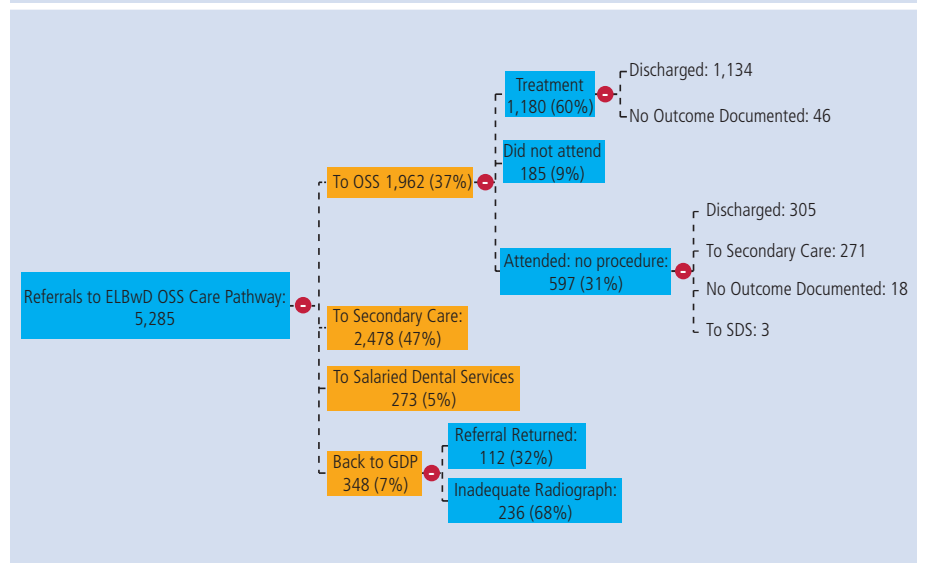 Referrals to ELBwD OSS Care Pathway:
5,285
To OSS 1,962 (37%)
Treatment
1,180 (60%)
Discharged: 1,134
No Outcome Documented: 46
Did not attend
185 (9%)
Attended: no procedure:
597 (31%)
Discharged: 305
To Secondary Care: 271
No Outcome Documented: 18
To SDS: 3
To Secondary Care:
2,478 (47%)
To Salaried Dental Services
273 (5%)
Back to GDP
348 (7%)
Referral Returned:
112 (32%)
Inadequate Radiograph:
236 (68%)